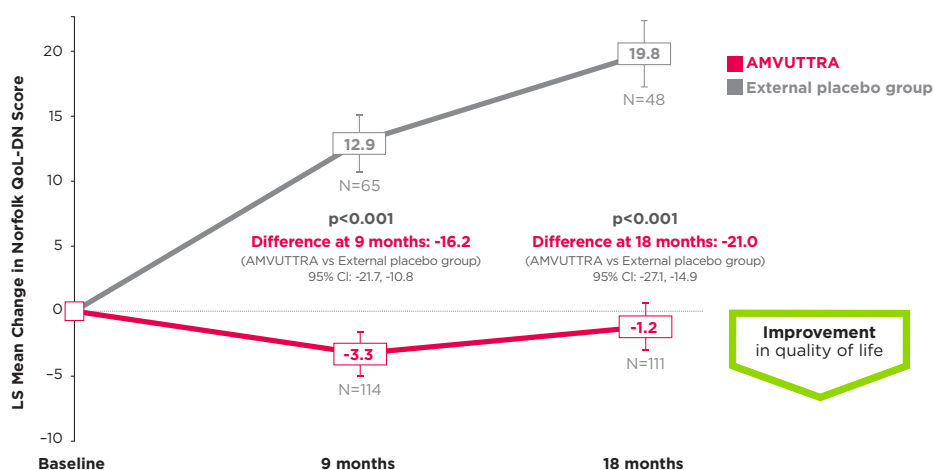 LS Mean Change in Norfolk QoL-DN Score
20
15
10
5
0
−5
−10
19.8
N=48
12.9
N=65
AMVUTTRA
External placebo group
p<0.001
Difference at 9 months: -16.2
(AMVUTTRA vs External placebo group)
95% CI: -21.7, -10.8
p<0.001
Difference at 18 months: -21.0
(AMVUTTRA vs External placebo group)
95% CI: -27.1, -14.9
-3.3
N=114
-1.2
N=111
Improvement
in quality of life
Baseline
9 months
18 months